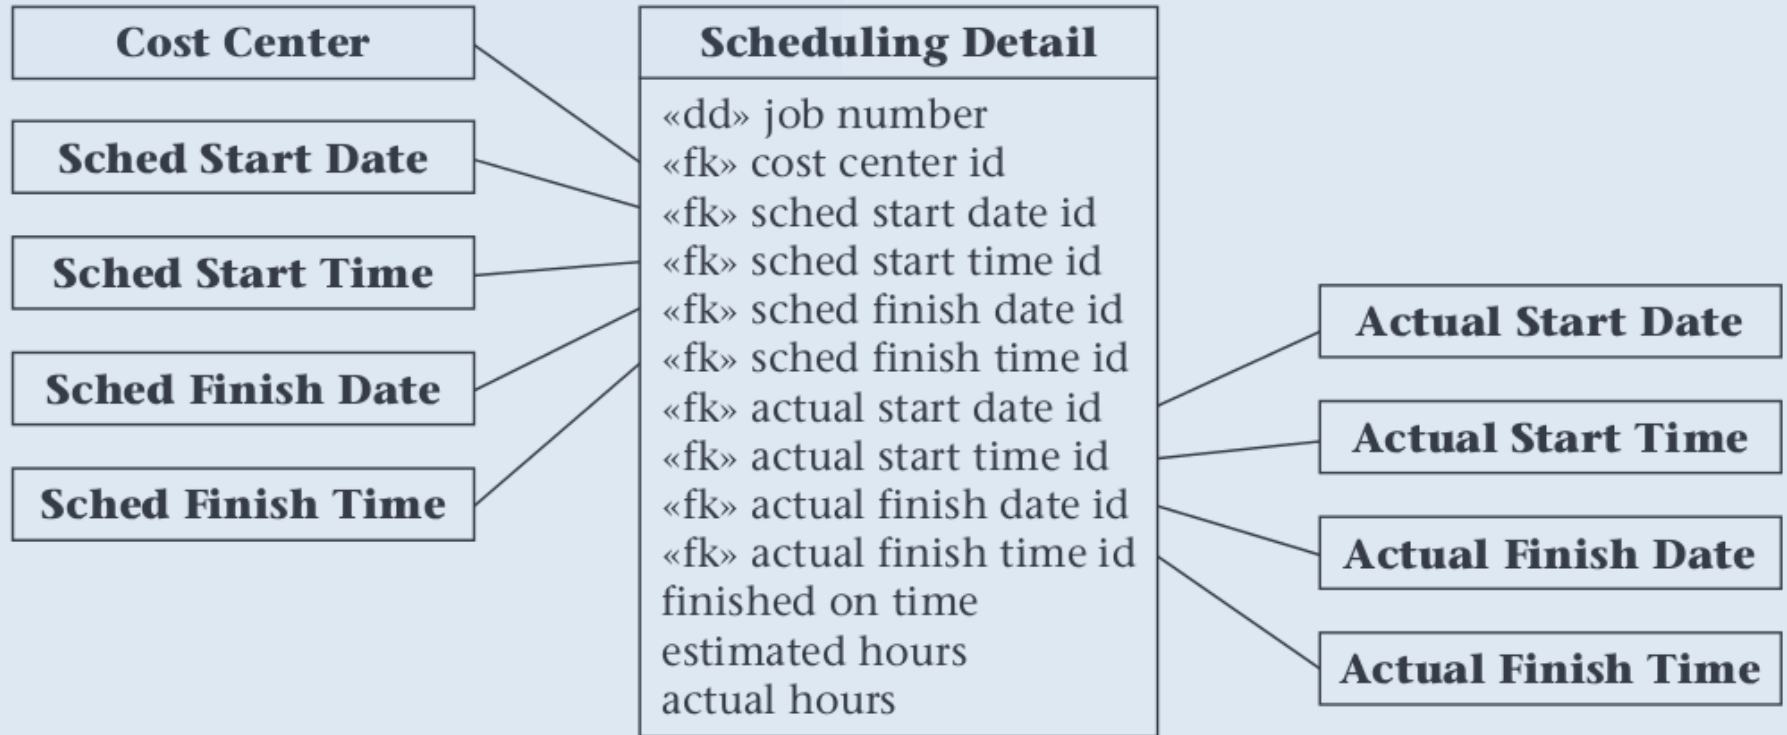 Cost Center
Sched Start Date
Sched Start Time
Sched Finish Date
Sched Finish Time
Scheduling Detail
«dd» job number
«fk» cost center id
«fk» sched start date id
«fk» sched start time id
«fk» sched finish date id
«fk» sched finish time id
«fk» actual start date id
«fk» actual start time id
«fk» actual finish date id
«fk» actual finish time id
finished on time
estimated hours
actual hours
Actual Start Date
Actual Start Time
Actual Finish Date
Actual Finish Time